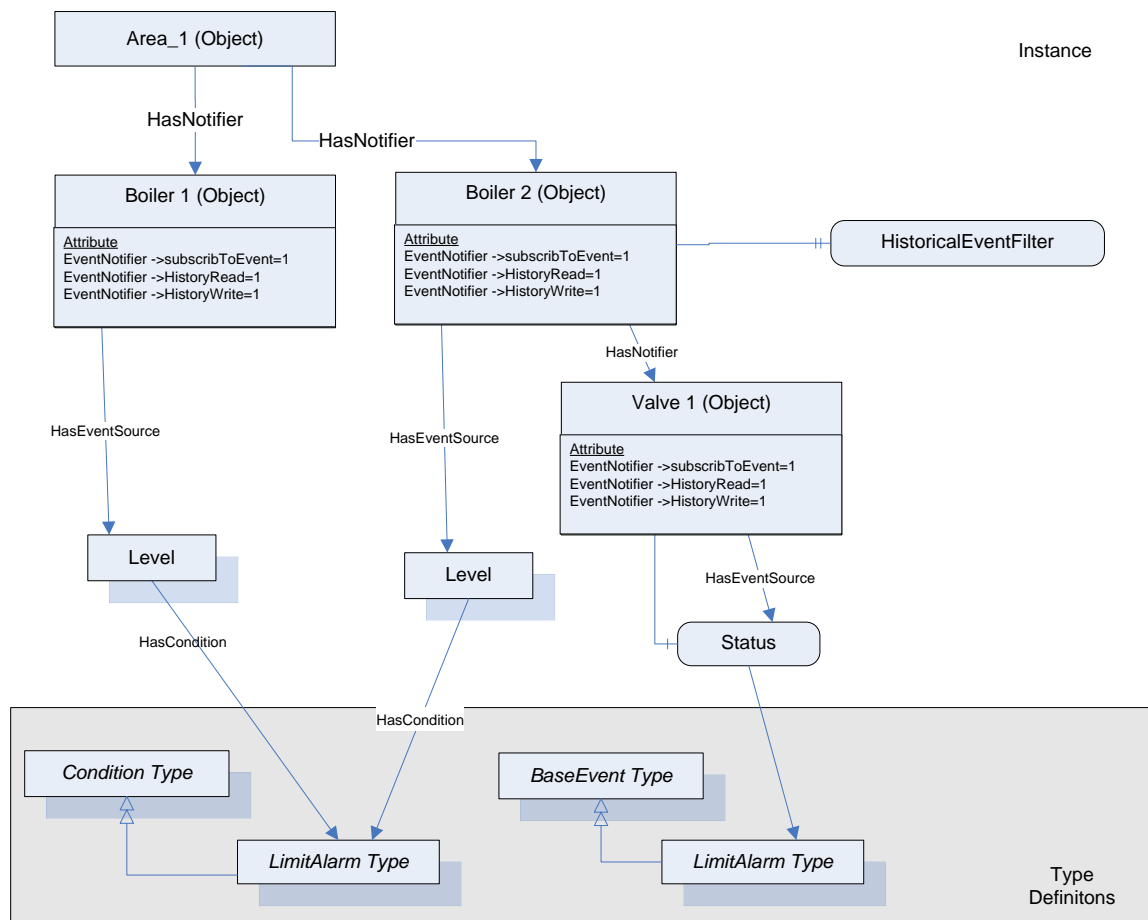 Area_1 (Object)
Instance
HasNotifier
HasNotifier
Boiler 1 (Object)
Attribute
EventNotifier ->subscribToEvent=1
EventNotifier ->HistoryRead=1
EventNotifier ->HistoryWrite=1
Boiler 2 (Object)
Attribute
EventNotifier ->subscribToEvent=1
EventNotifier ->HistoryRead=1
EventNotifier ->HistoryWrite=1
HistoricalEventFilter
HasNotifier
Valve 1 (Object)
Attribute
EventNotifier ->subscribToEvent=1
EventNotifier ->HistoryRead=1
EventNotifier ->HistoryWrite=1
HasEventSource
HasEventSource
Level
Level
HasEventSource
Status
HasCondition
HasCondition
Condition Type
BaseEvent Type
LimitAlarm Type
LimitAlarm Type
Type
Definitons